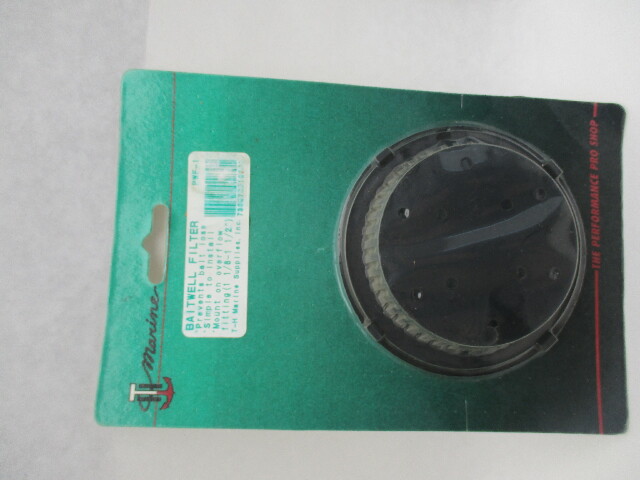 TH Marine
BAITWELL FILTER
*Prevents bait loss
*Simple to install
*Mount on overflow
fitting(1 1/8-1 1/2")
T-H Marine Supplies, Inc
THE PERFORMANCE PRO SHOP